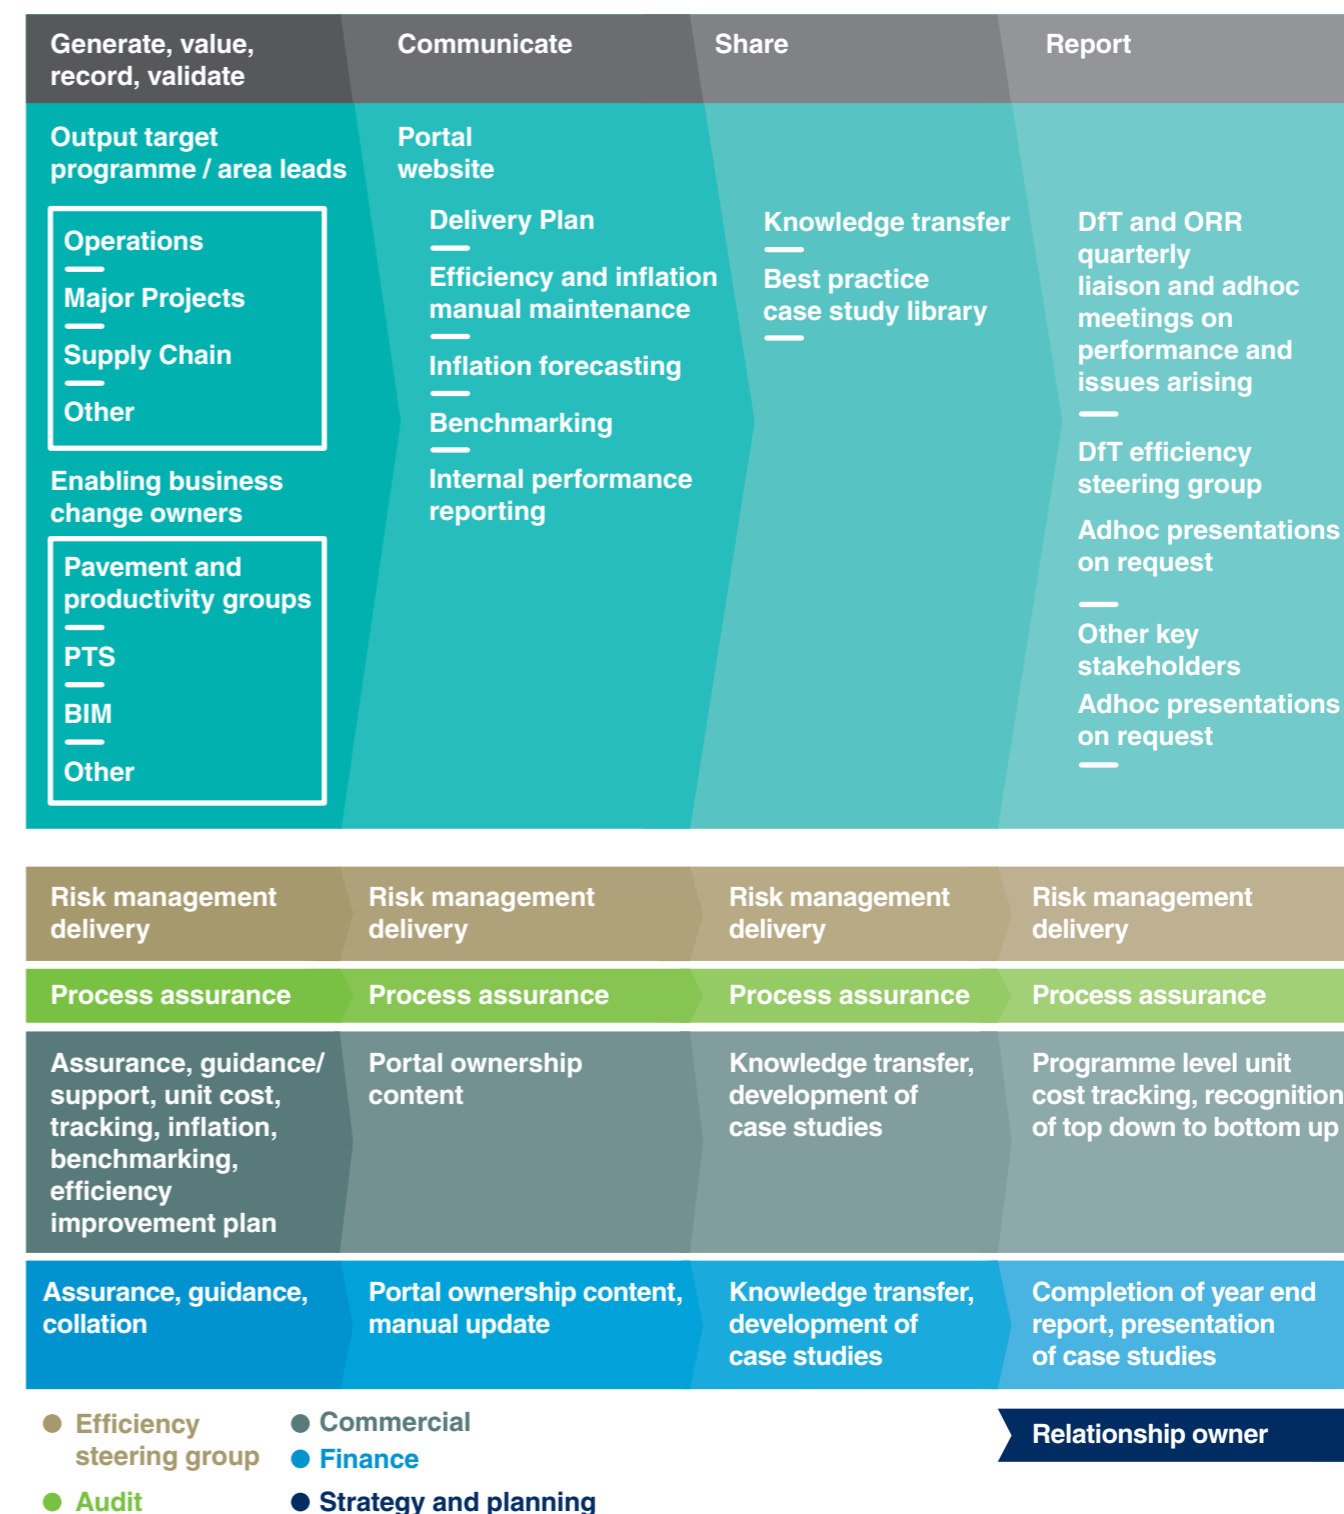 Generate, value,
record, validate
Communicate
Share
Report
Output target
programme / area leads
Operations
Major Projects
Supply Chain
Other
Enabling business
change owners
Pavement and
productivity groups
PTS
BIM
Other
Portal
website
Delivery Plan
Efficiency and inflation
manual maintenance
Inflation forecasting
Benchmarking
Internal performance
reporting
Knowledge transfer
Best practice
case study library
DfT and ORR
quarterly
liaison and adhoc
meetings on
performance and
issues arising
DfT efficiency
steering group
Adhoc presentations
on request
Other key
stakeholders
Adhoc presentations
on request
Risk management
delivery
Risk management
delivery
Risk management
delivery
Risk management
delivery
Process assurance
Process assurance
Process assurance
Process assurance
Assurance, guidance/
support, unit cost,
tracking, inflation,
benchmarking,
efficiency
improvement plan
Portal ownership
content
Knowledge transfer,
development of
case studies
Programme level unit
cost tracking, recognition
of top down to bottom up
Assurance, guidance,
collation
Portal ownership content,
manual update
Knowledge transfer,
development of
case studies
Completion of year end
report, presentation
of case studies
Efficiency
steering group
Audit
Commercial
Finance
Strategy and planning
Relationship owner